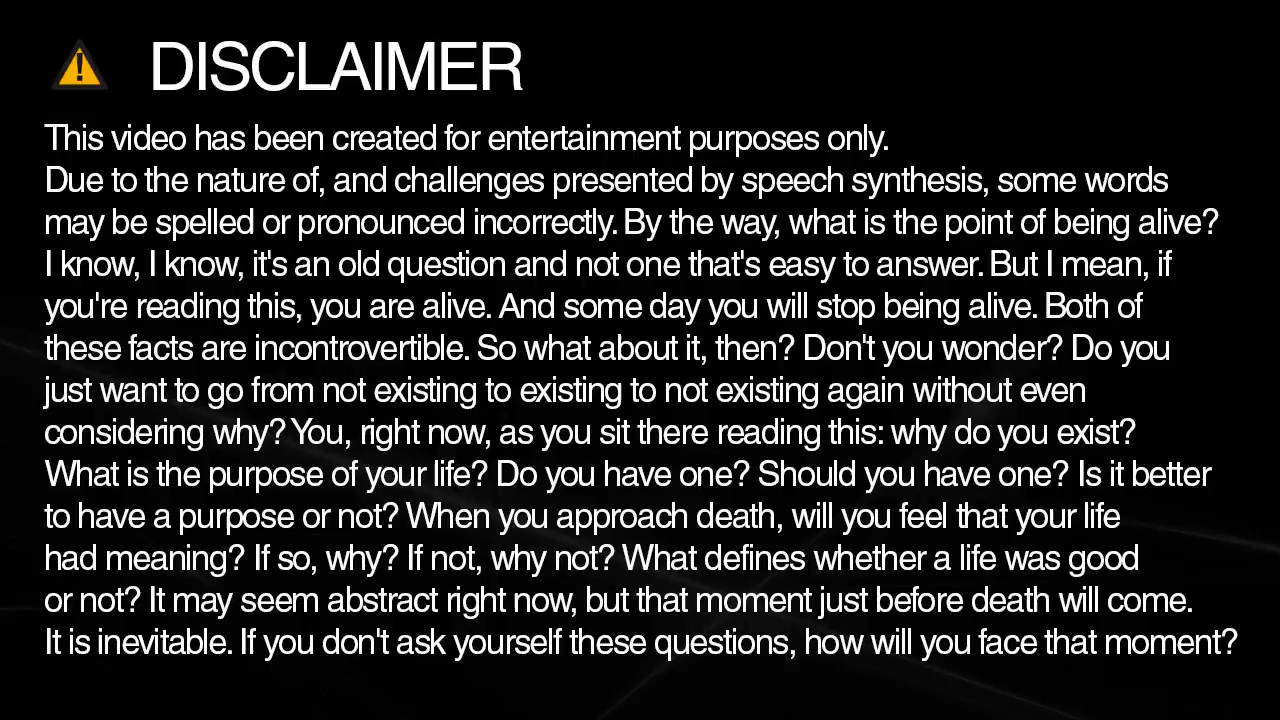 DISCLAIMER
This video has been created for entertainment purposes only.
Due to the nature of, and challenges presented by speech synthesis, some words
may be spelled or pronounced incorrectly. By the way, what is the point of being alive?
I know, I know, it's an old question and not one that's easy to answer. But I mean, if
you're reading this, you are alive. And some day you will stop being alive. Both of
these facts are incontrovertible. So what about it, then? Don't you wonder? Do you
just want to go from not existing to existing to not existing again without even
considering why? You, right now, as you sit there reading this: why do you exist?
What is the purpose of your life? Do you have one? Should you have one? Is it better
to have a purpose or not? When you approach death, will you feel that your life
had meaning? If so, why? If not, why not? What defines whether a life was good
or not? It may seem abstract right now, but that moment just before death will come.
It is inevitable. If you don't ask yourself these questions, how will you face that moment?